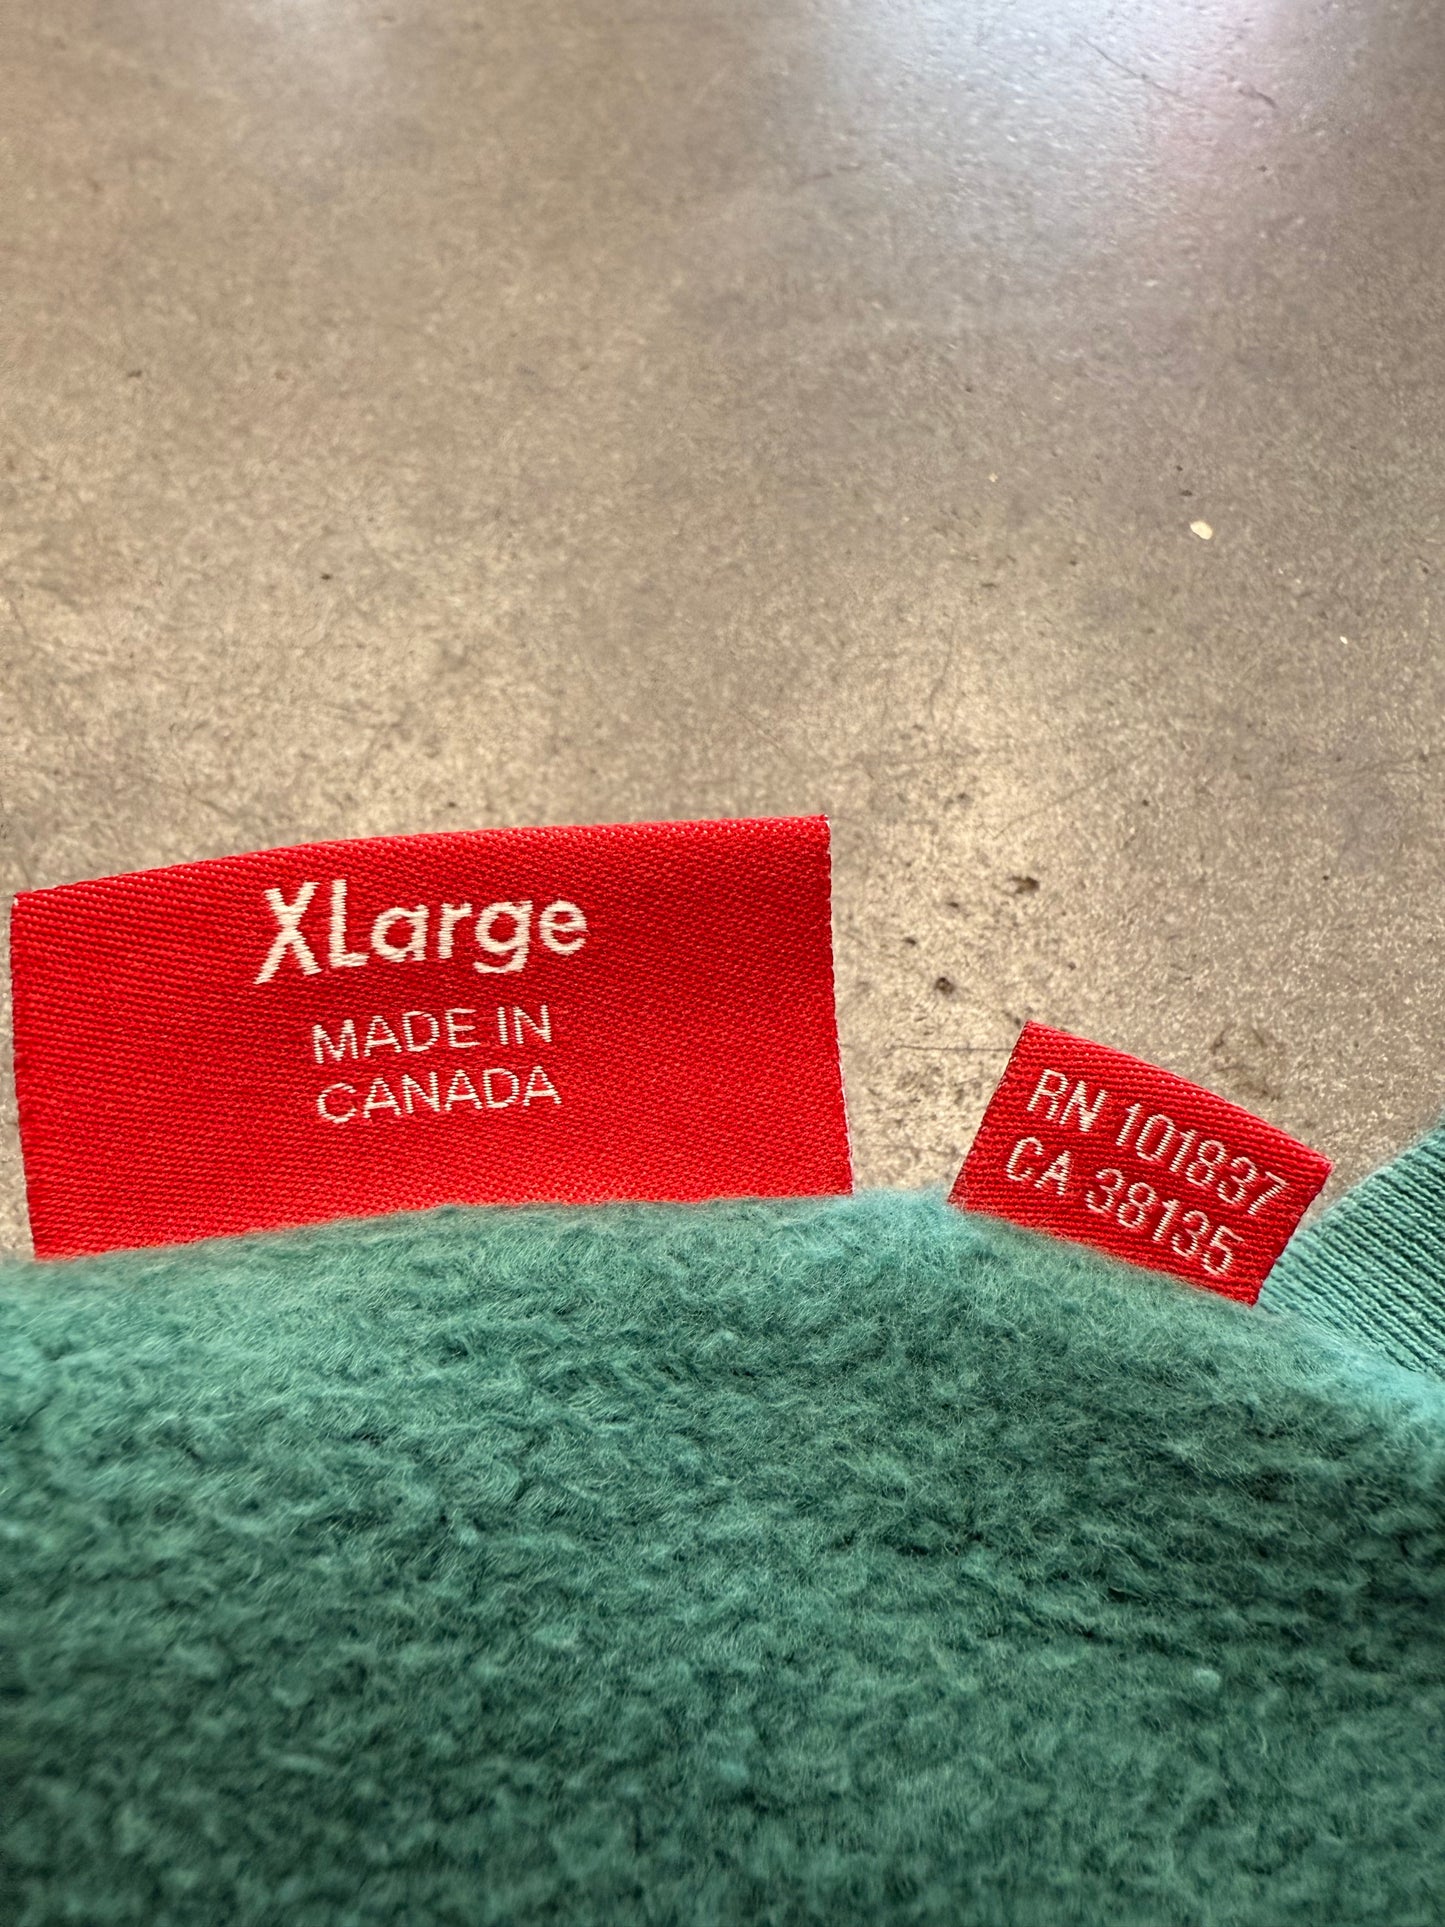 XLarge
MADE IN
CANADA
RN 101837
CA 38135